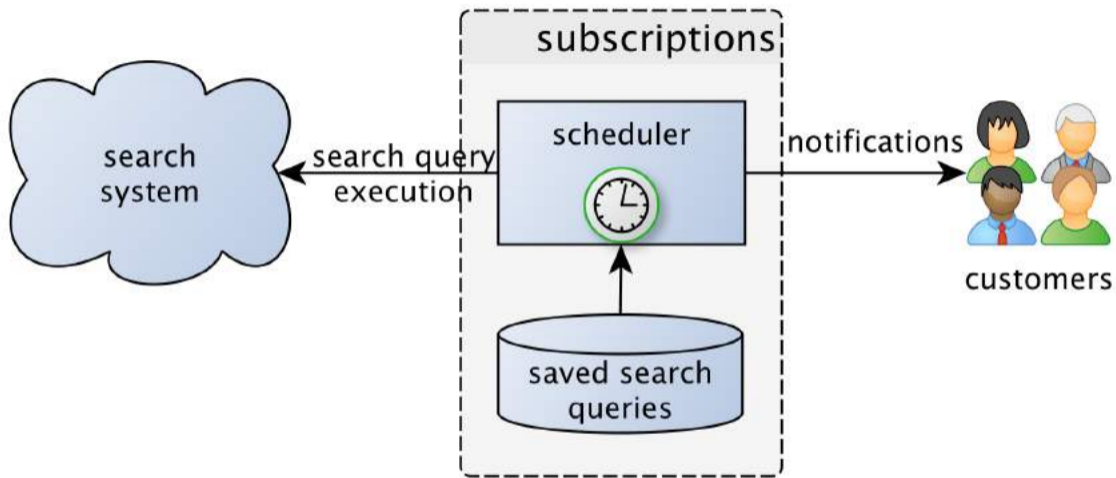 subscriptions
search
system
search query
execution
scheduler
notifications
customers
saved search
queries